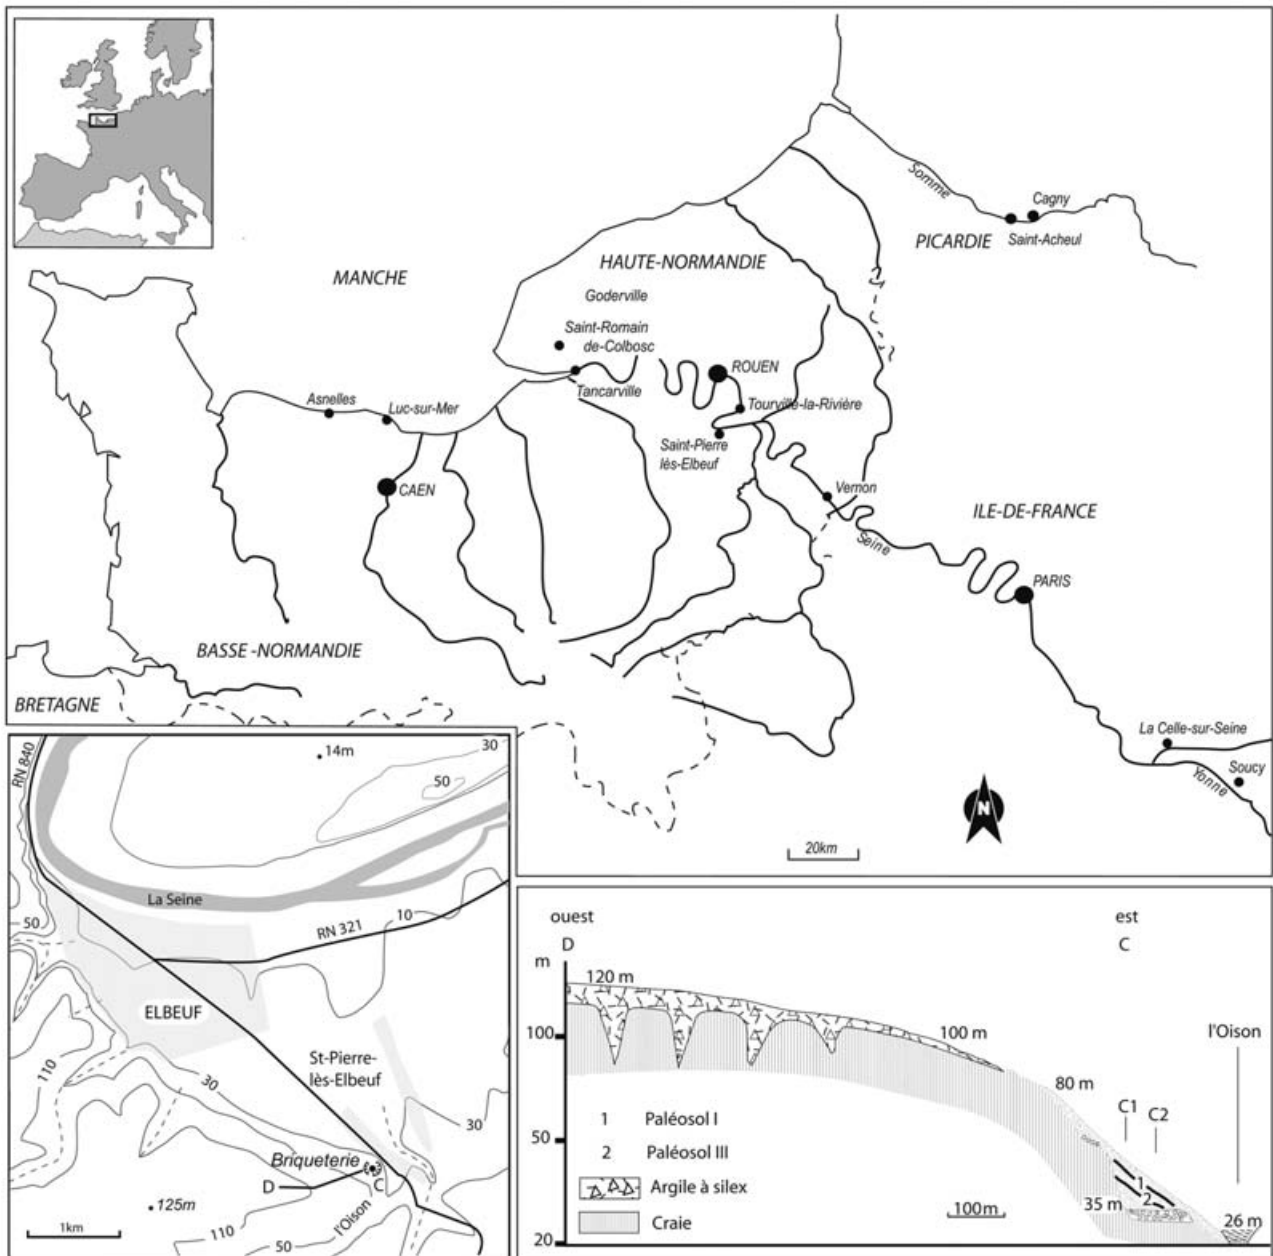 Somme
Cagny
PICARDIE
Saint-Acheul
HAUTE-NORMANDIE
MANCHE
Goderville
Saint-Romain
de-Colbosc
ROUEN
Tancarville
Asnelles
Luc-sur-Mer
Tourville-la-Rivière
Saint-Pierre
lès-Elbeuf
CAEN
Vernon
ILE-DE-FRANCE
Seine
PARIS
BASSE -NORMANDIE
BRETAGNE
La Celle-sur-Seine
Soucy
Yonne
N
20km
RN 840
14m
30
50
La Seine
50
RN 321
10
ELBEUF
St-Pierre-
lès-Elbeuf
110
30
30
Briqueterie
D
C
l'Oison
125m
110
50
1km
ouest
est
D
C
m
120 m
100
100 m
l'Oison
80 m
C1
C2
50
1 Paléosol I
2 Paléosol III
1
2
Argile à silex
35 m
100m
26 m
Craie
20